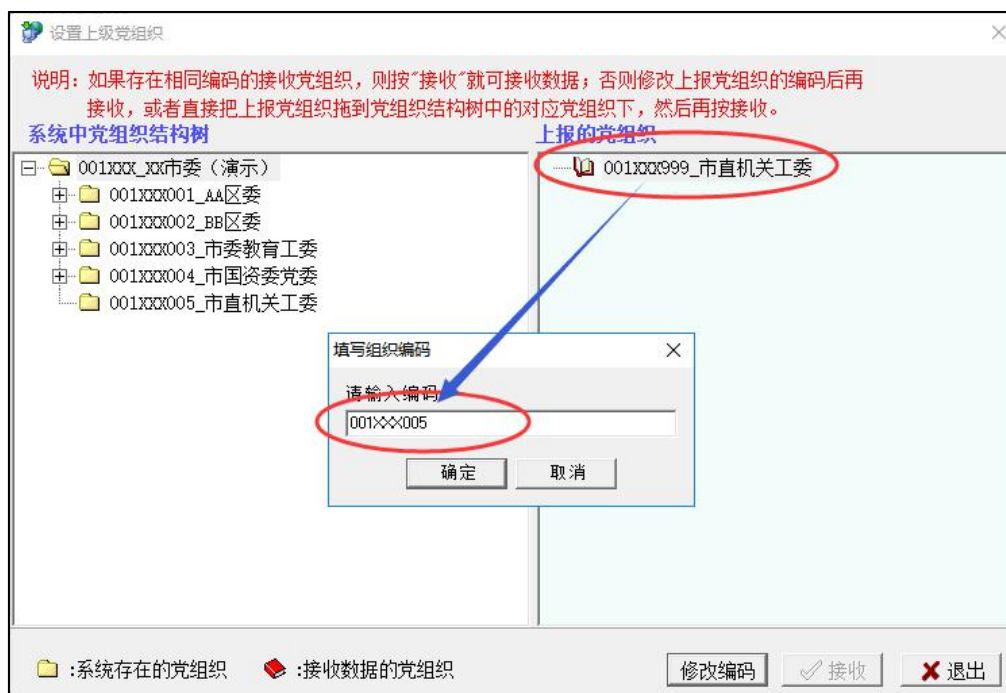 设置上级党组织
说明：如果存在相同编码的接收党组织，则按"接收"就可接收数据；否则修改上报党组织的编码后再
接收，或者直接把上报党组织拖到党组织结构树中的对应党组织下，然后再按接收。
系统中党组织结构树
上报的党组织
001XXX_XX市委（演示）
001XXX001_AA区委
001XXX002_BB区委
001XXX003_市委教育工委
001XXX004_市国资委党委
001XXX005_市直机关工委
001XXX999_市直机关工委
填写组织编码
请输入编码
001XXX005
确定
取消
:系统存在的党组织
:接收数据的党组织
修改编码
接收
退出